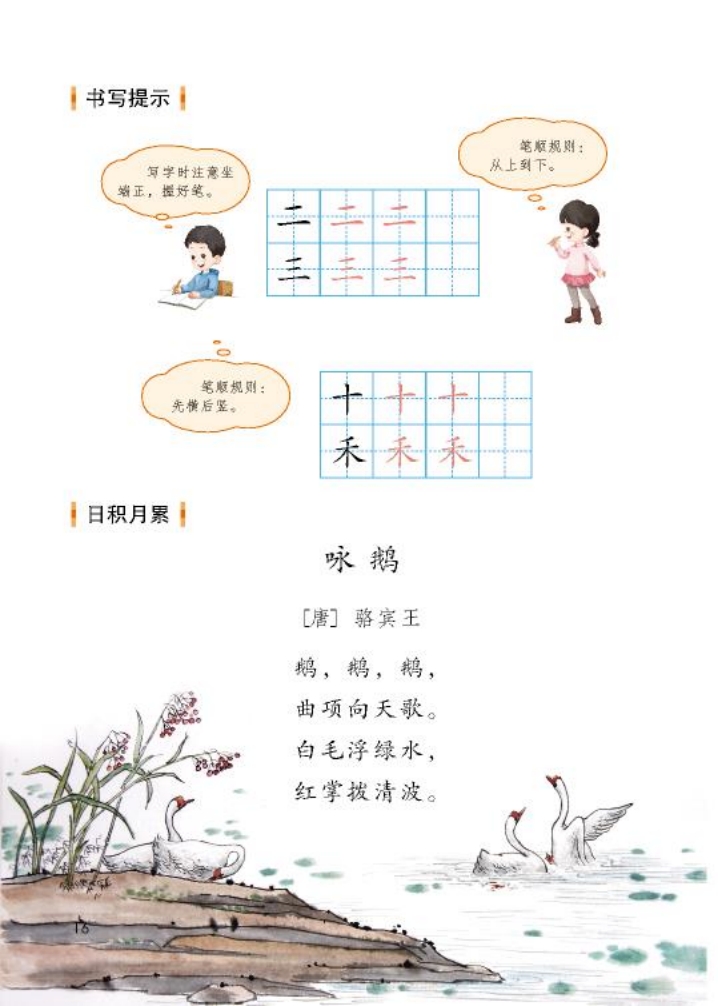 书写提示
写字时注意坐
端正，握好笔。
笔顺规则：
从上到下。
二 二 二
三 三 三
笔顺规则：
先横后竖。
十 十 十
禾 禾 禾
日积月累
咏 鹅
［唐］ 骆宾王
鹅，鹅，鹅，
曲项向天歌。
白毛浮绿水，
红掌拨清波。
16